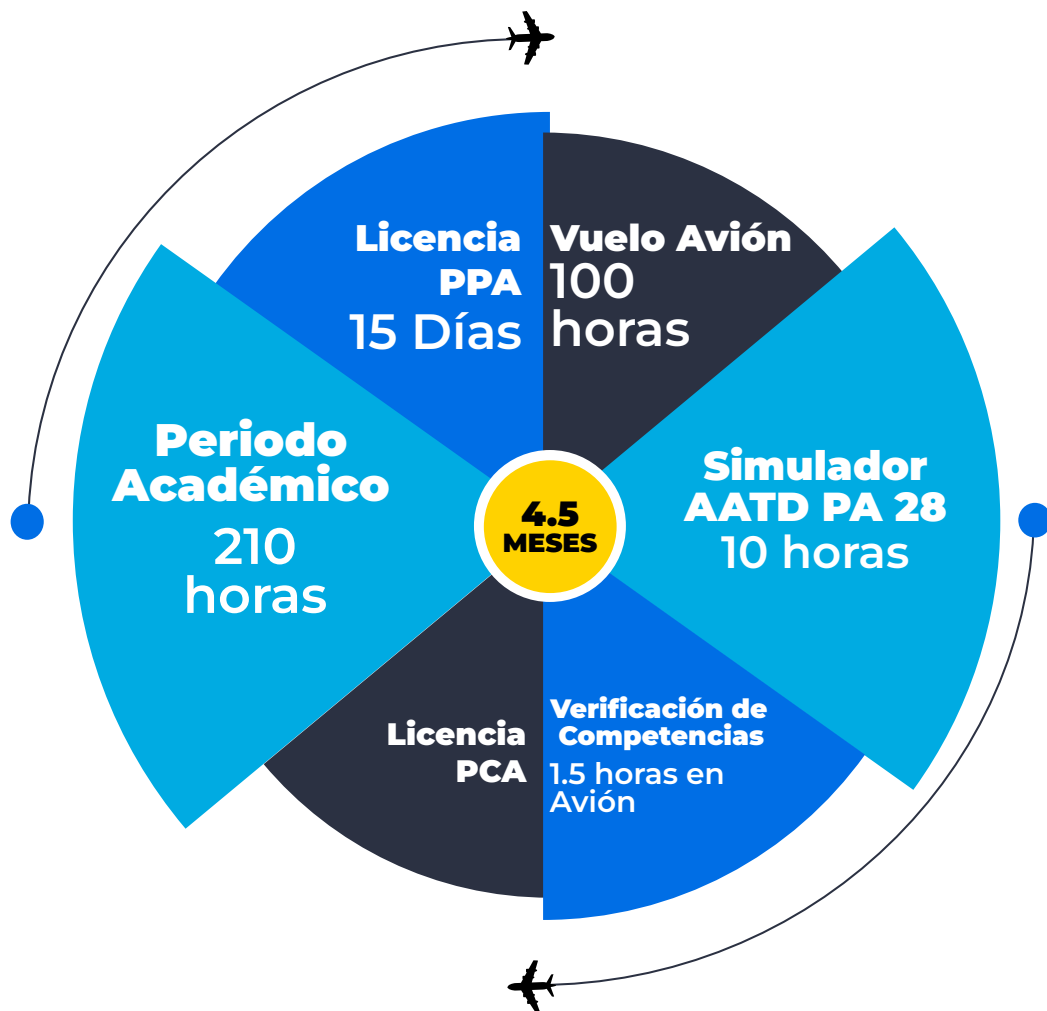 Licencia
PPA
15 Días
Vuelo Avión
100
horas
Periodo
Académico
210
horas
4.5
MESES
Simulador
AATD PA 28
10 horas
Licencia
PCA
Verificación de
Competencias
1.5 horas en
Avión